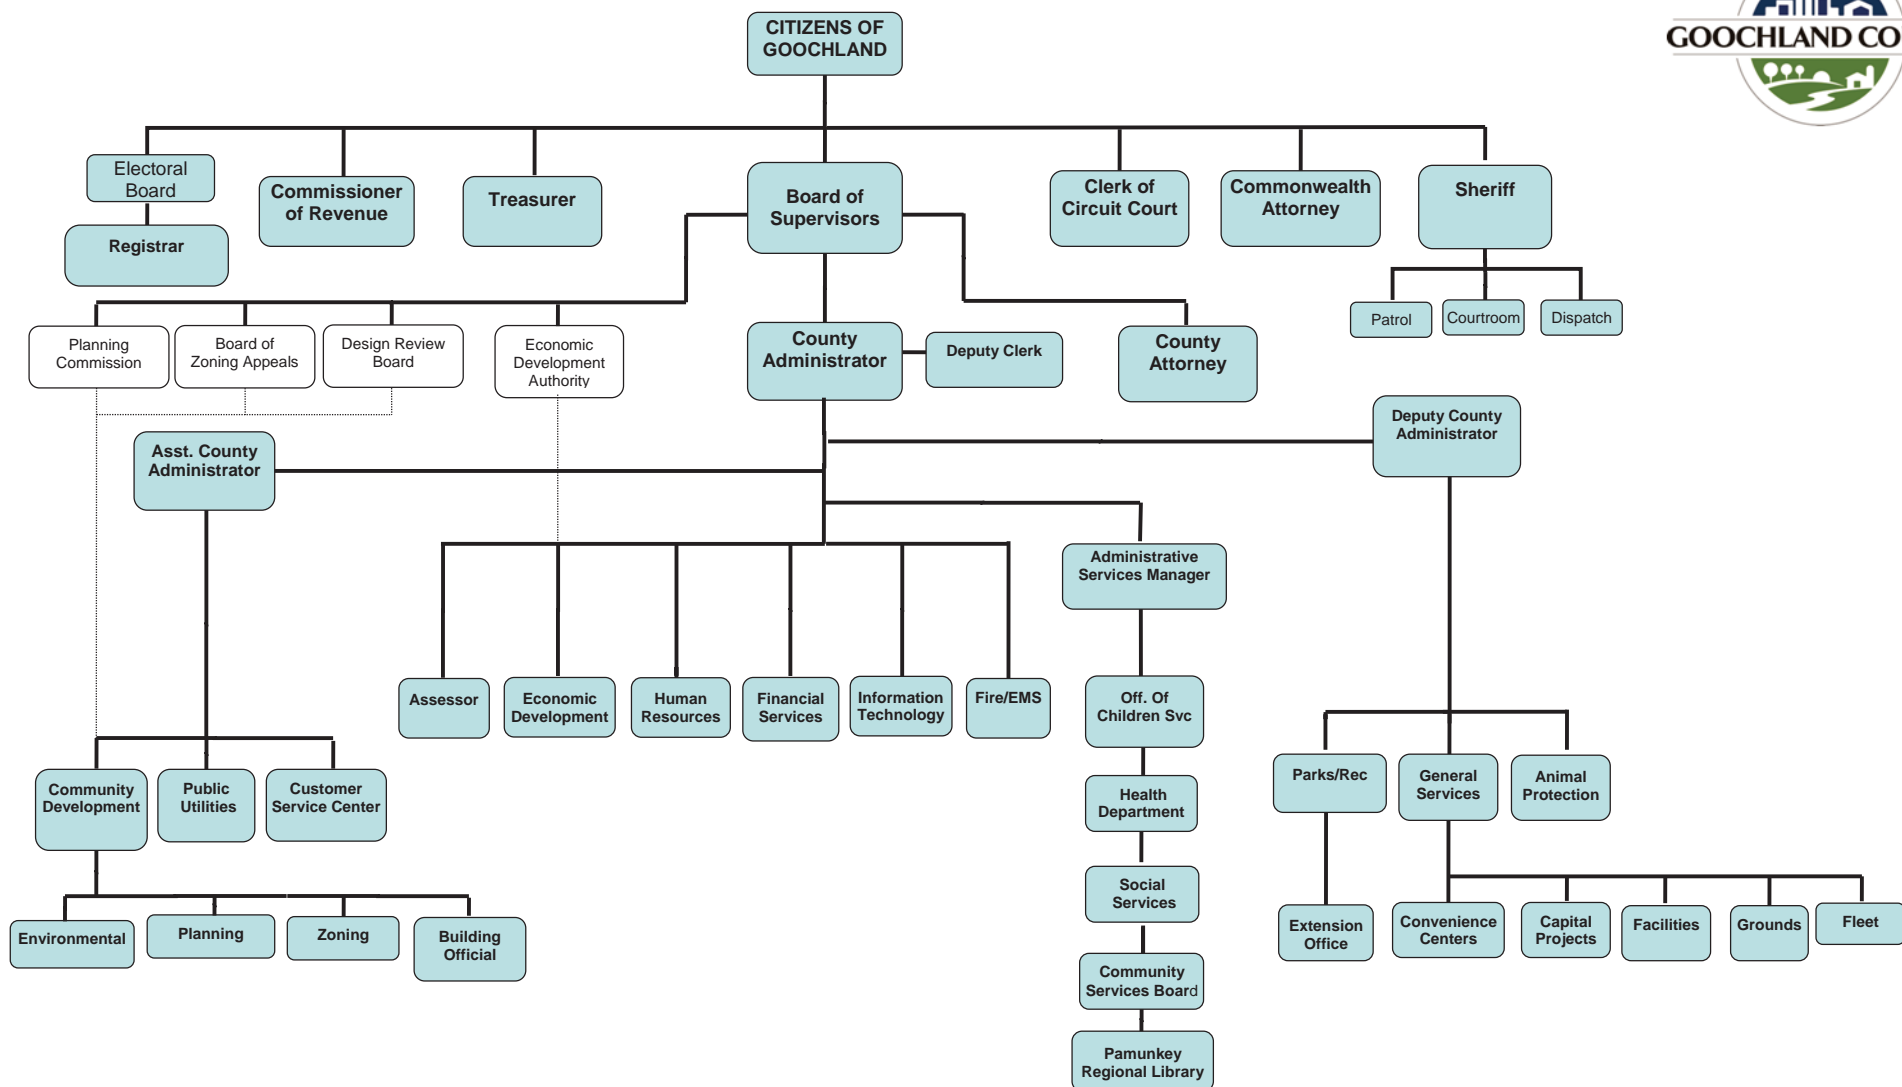 CITIZENS OF
GOOCHLAND
GOOCHLAND CO
Electoral
Board
Commissioner
of Revenue
Treasurer
Board of
Supervisors
Clerk of
Circuit Court
Commonwealth
Attorney
Sheriff
Registrar
Patrol
Courtroom
Dispatch
Planning
Commission
Board of
Zoning Appeals
Design Review
Board
Economic
Development
Authority
County
Administrator
Deputy Clerk
County
Attorney
Asst. County
Administrator
Deputy County
Administrator
Administrative
Services Manager
Assessor
Economic
Development
Human
Resources
Financial
Services
Information
Technology
Fire/EMS
Off. Of
Children Svc
Community
Development
Public
Utilities
Customer
Service Center
Health
Department
Parks/Rec
General
Services
Animal
Protection
Social
Services
Environmental
Planning
Zoning
Building
Official
Extension
Office
Convenience
Centers
Capital
Projects
Facilities
Grounds
Fleet
Community
Services Board
Pamunkey
Regional Library